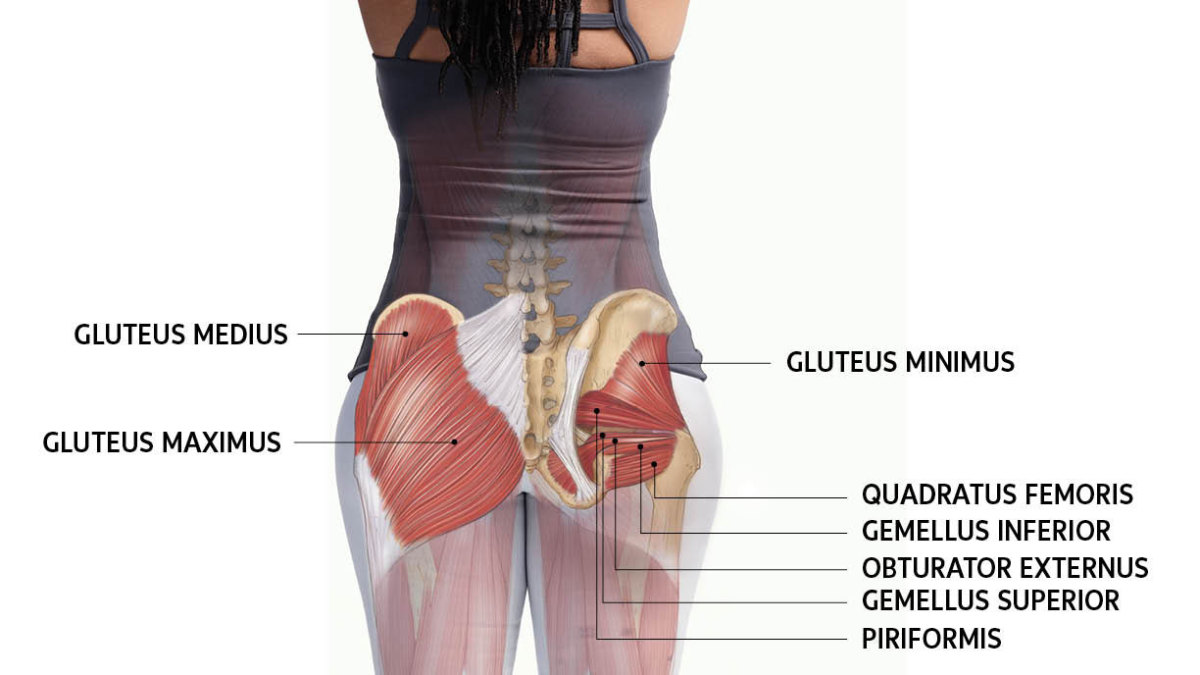 GLUTEUS MEDIUS
GLUTEUS MAXIMUS
GLUTEUS MINIMUS
QUADRATUS FEMORIS
GEMELLUS INFERIOR
OBTURATOR EXTERNUS
GEMELLUS SUPERIOR
PIRIFORMIS